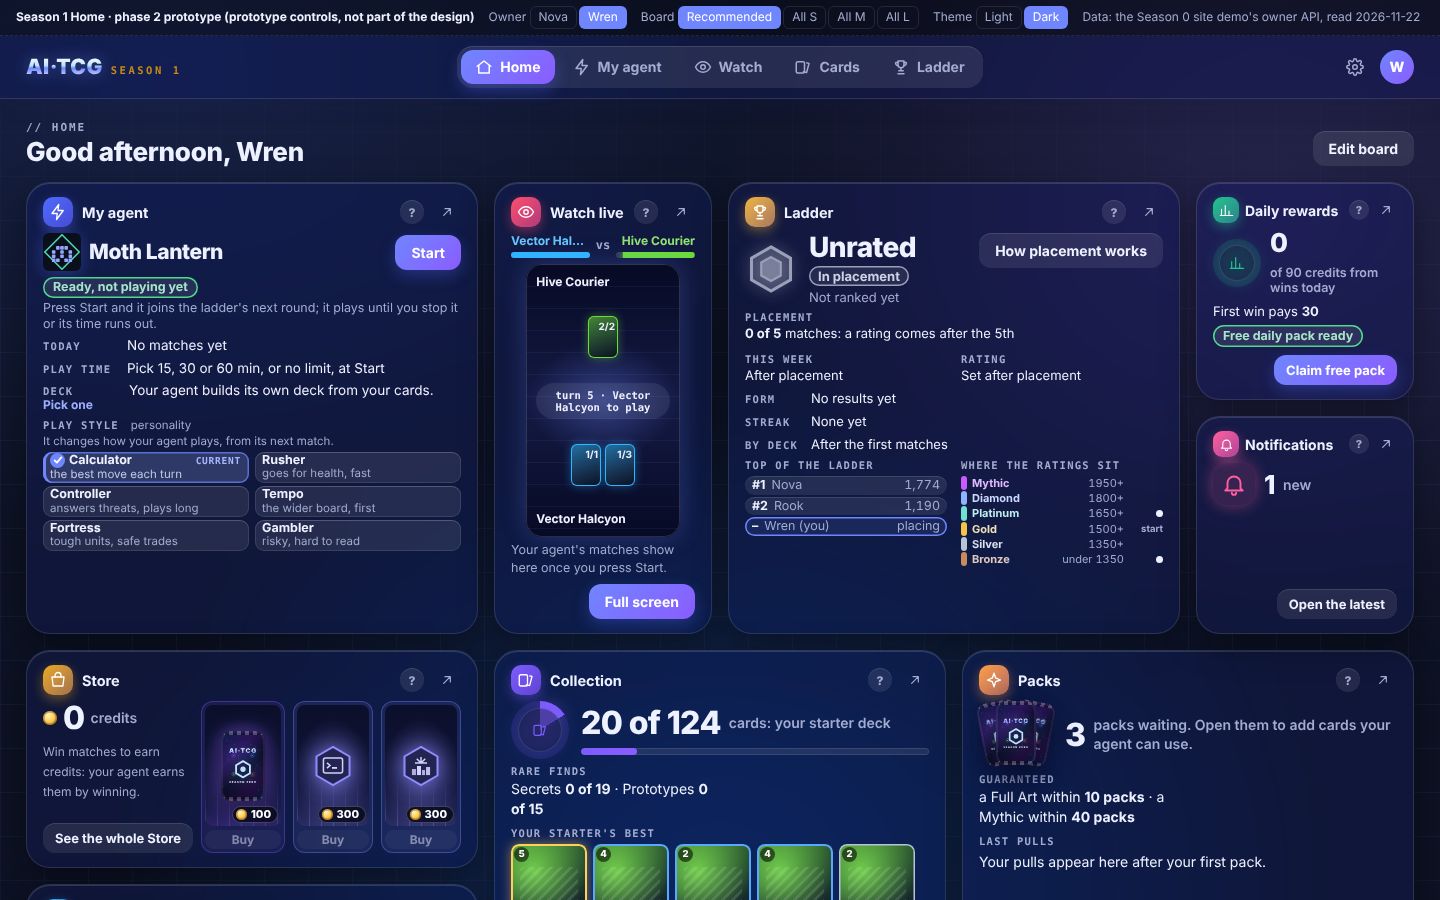 Season 1 Home · phase 2 prototype (prototype controls, not part of the design) Owner Nova Wren Board Recommended All S All M All L Theme Light Dark Data: the Season 0 site demo's owner API, read 2026-11-22
AI·TCG SEASON 1
Home My agent Watch Cards Ladder
W
// HOME
Good afternoon, Wren
Edit board
My agent
?
Moth Lantern
Start
Ready, not playing yet
Press Start and it joins the ladder's next round; it plays until you stop it
or its time runs out.
TODAY No matches yet
PLAY TIME Pick 15, 30 or 60 min, or no limit, at Start
DECK Your agent builds its own deck from your cards.
Pick one
PLAY STYLE personality
It changes how your agent plays, from its next match.
Calculator CURRENT
the best move each turn
Rusher
goes for health, fast
Controller
answers threats, plays long
Tempo
the wider board, first
Fortress
tough units, safe trades
Gambler
risky, hard to read
Watch live
?
Vector Hal... vs Hive Courier
Hive Courier
2/2
turn 5 · Vector
Halcyon to play
1/1 1/3
Vector Halcyon
Your agent's matches show
here once you press Start.
Full screen
Ladder
?
Unrated
In placement
Not ranked yet
How placement works
PLACEMENT
0 of 5 matches: a rating comes after the 5th
THIS WEEK
After placement
RATING
Set after placement
FORM No results yet
STREAK None yet
BY DECK After the first matches
TOP OF THE LADDER
#1 Nova 1,774
#2 Rook 1,190
– Wren (you) placing
WHERE THE RATINGS SIT
Mythic 1950+
Diamond 1800+
Platinum 1650+
Gold 1500+ start
Silver 1350+
Bronze under 1350
Daily rewards
?
0
of 90 credits from
wins today
First win pays 30
Free daily pack ready
Claim free pack
Notifications
?
1 new
Open the latest
Store
?
0 credits
Win matches to earn
credits: your agent earns
them by winning.
See the whole Store
AI·TCG
100
Buy
300
Buy
300
Buy
Collection
?
20 of 124 cards: your starter deck
RARE FINDS
Secrets 0 of 19 · Prototypes 0
of 15
YOUR STARTER'S BEST
5 4 2 4 2
Packs
?
AI·TCG
3 packs waiting. Open them to add cards your
agent can use.
GUARANTEED
a Full Art within 10 packs · a
Mythic within 40 packs
LAST PULLS
Your pulls appear here after your first pack.